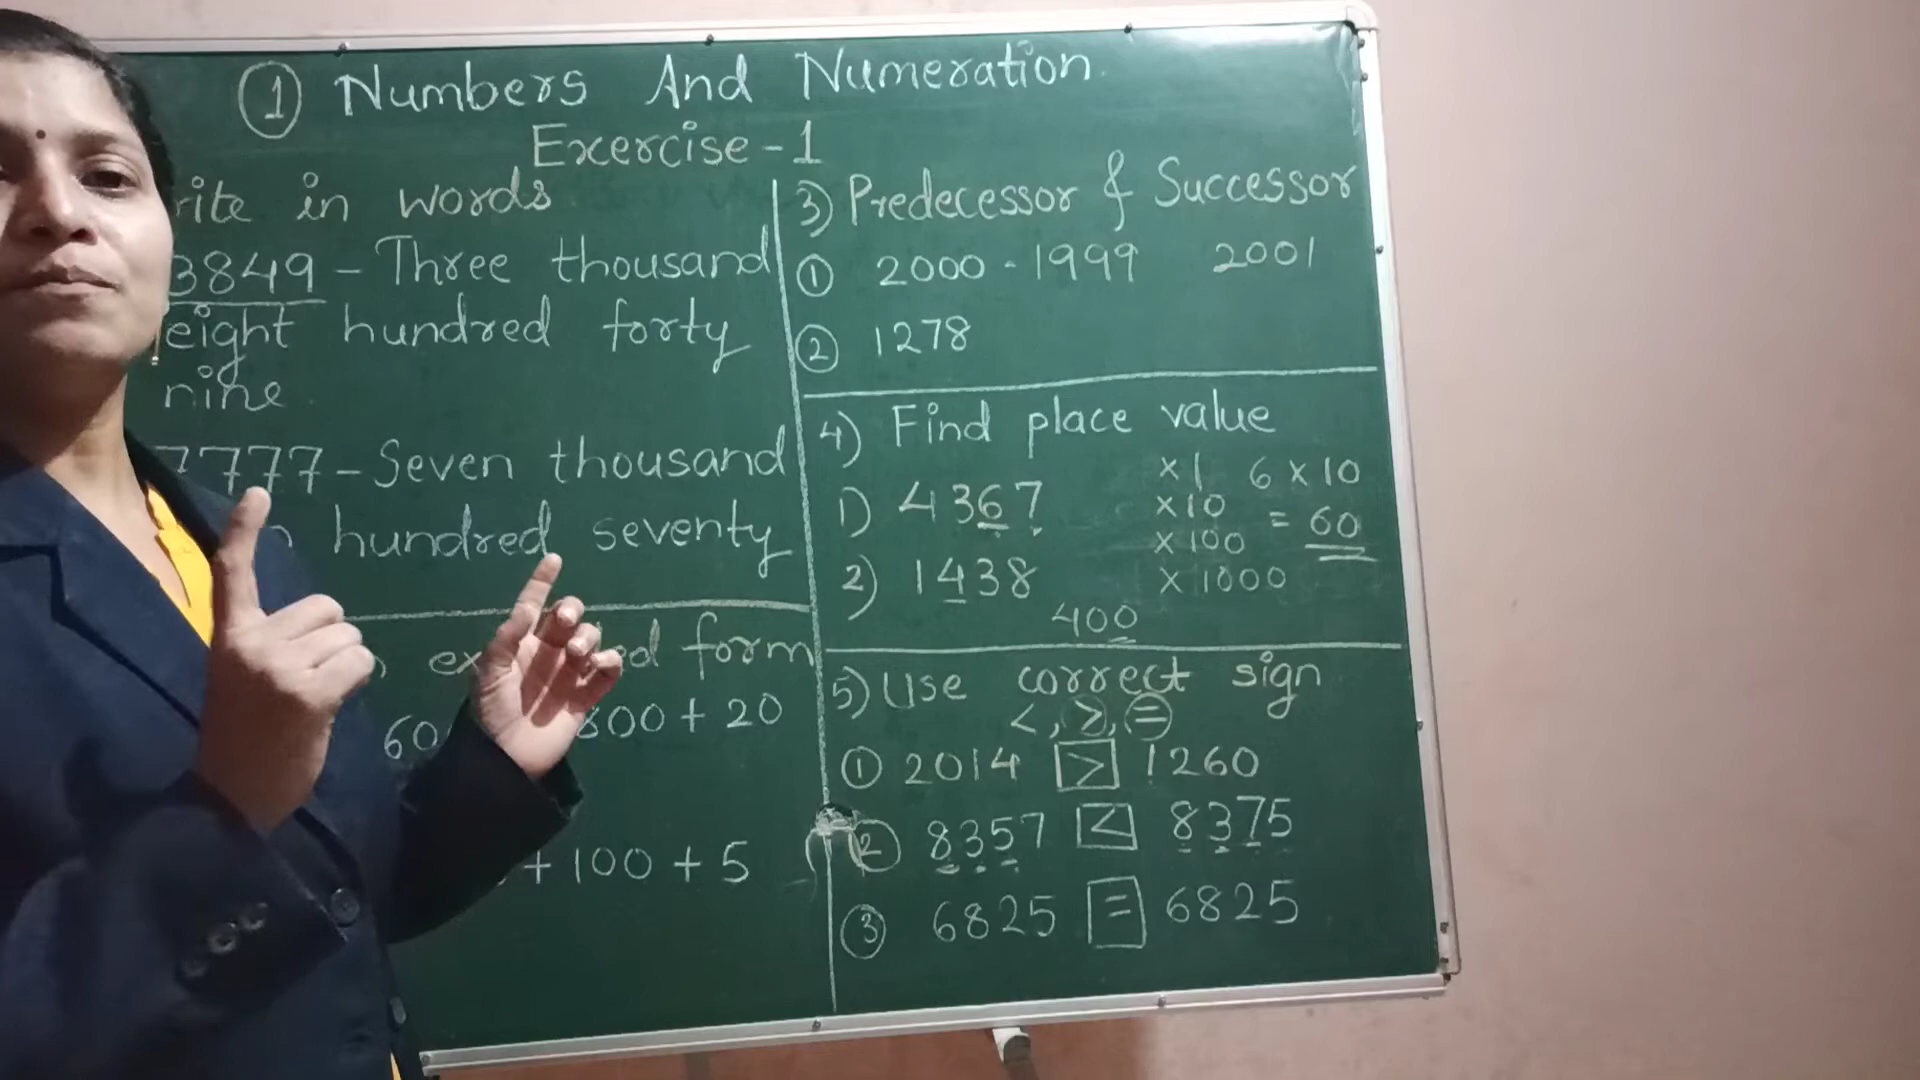 1 Numbers And Numeration
Exercise-1
rite in words
3849 - Three thousand
eight hundred forty
nine
7777 - Seven thousand
hundred seventy
form
800 + 20
+ 100 + 5
3) Predecessor & Successor
1 2000 - 1999 2001
2 1278
4) Find place value
1) 4367
2) 1438
400
×1 6 × 10
×10 = 60
×100
×1000
5) Use correct sign
<, >, =
1 2014 > 1260
2 8357 < 8375
3 6825 = 6825